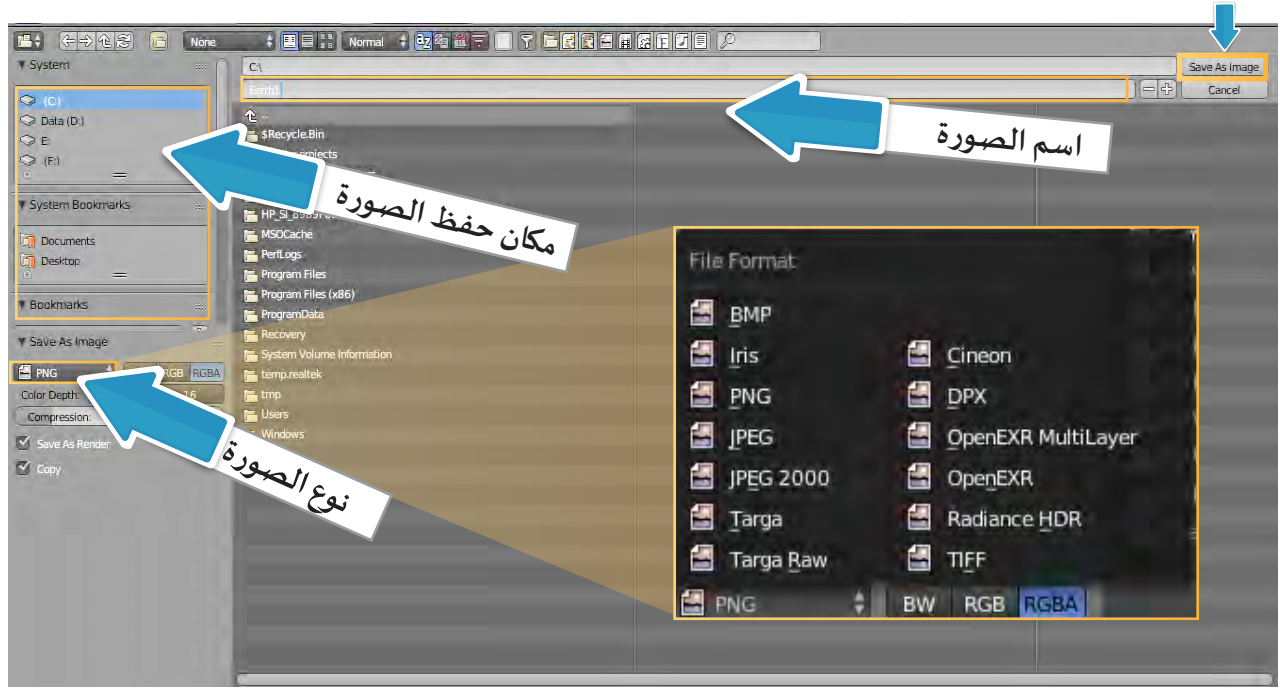 None
Normal
System
C:\
Save As Image
Earth1
Cancel
(C:)
Data (D:)
E:
(F:)
..
$Recycle.Bin
projects
HP_SI
MSOCache
PerfLogs
Program Files
Program Files (x86)
ProgramData
Recovery
System Volume Information
temp.realtek
tmp
Users
Windows
System Bookmarks
Documents
Desktop
Bookmarks
Save As Image
PNG
RGB RGBA
Color Depth:
16
Compression:
Save As Render
Copy
اسم الصورة
مكان حفظ الصورة
نوع الصورة
File Format
BMP
Iris
PNG
JPEG
JPEG 2000
Targa
Targa Raw
Cineon
DPX
OpenEXR MultiLayer
OpenEXR
Radiance HDR
TIFF
PNG
BW RGB RGBA